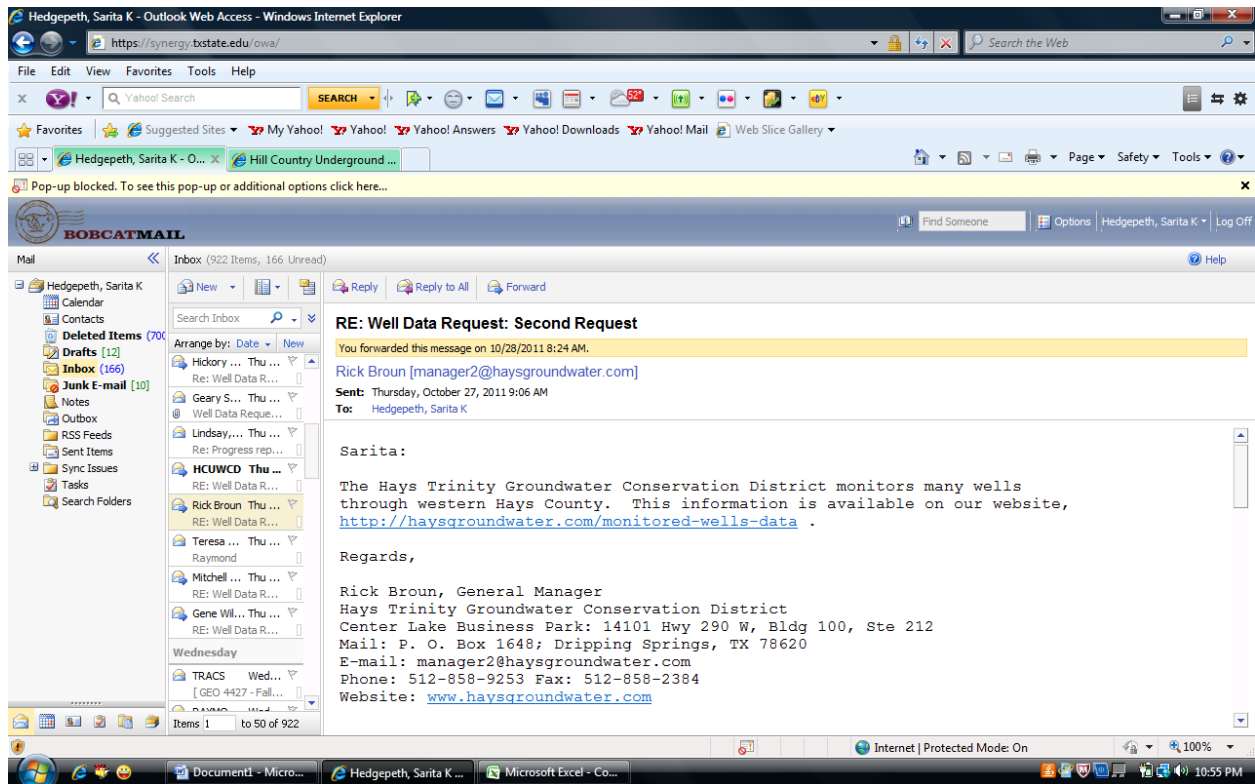 Hedgepeth, Sarita K - Outlook Web Access - Windows Internet Explorer
https://synergy.txstate.edu/owa/
Search the Web
File Edit View Favorites Tools Help
x Y! Yahoo! Search SEARCH 52° eBY
Favorites Suggested Sites My Yahoo! Yahoo! Yahoo! Answers Yahoo! Downloads Yahoo! Mail Web Slice Gallery
Hedgepeth, Sarita K - O... x Hill Country Underground ... Page Safety Tools
Pop-up blocked. To see this pop-up or additional options click here... x
BOBCATMAIL Find Someone Options Hedgepeth, Sarita K Log Off
Mail Inbox (922 Items, 166 Unread) Help
Hedgepeth, Sarita K
Calendar
Contacts
Deleted Items (700
Drafts [12]
Inbox (166)
Junk E-mail [10]
Notes
Outbox
RSS Feeds
Sent Items
Sync Issues
Tasks
Search Folders
New
Search Inbox
Arrange by: Date New
Hickory ... Thu ...
Re: Well Data R...
Geary S... Thu ...
Well Data Reque...
Lindsay,... Thu ...
Re: Progress rep...
HCUWCD Thu ...
RE: Well Data R...
Rick Broun Thu ...
RE: Well Data R...
Teresa ... Thu ...
Raymond
Mitchell ... Thu ...
RE: Well Data R...
Gene Wil... Thu ...
RE: Well Data R...
Wednesday
TRACS Wed...
[ GEO 4427 - Fall...
Items 1 to 50 of 922
Reply Reply to All Forward
RE: Well Data Request: Second Request
You forwarded this message on 10/28/2011 8:24 AM.
Rick Broun [manager2@haysgroundwater.com]
Sent: Thursday, October 27, 2011 9:06 AM
To: Hedgepeth, Sarita K
Sarita:
The Hays Trinity Groundwater Conservation District monitors many wells
through western Hays County.  This information is available on our website,
http://haysgroundwater.com/monitored-wells-data .
Regards,
Rick Broun, General Manager
Hays Trinity Groundwater Conservation District
Center Lake Business Park: 14101 Hwy 290 W, Bldg 100, Ste 212
Mail: P. O. Box 1648; Dripping Springs, TX 78620
E-mail: manager2@haysgroundwater.com
Phone: 512-858-9253 Fax: 512-858-2384
Website: www.haysgroundwater.com
Internet | Protected Mode: On 100%
Document1 - Micro... Hedgepeth, Sarita K ... Microsoft Excel - Co... 10:55 PM